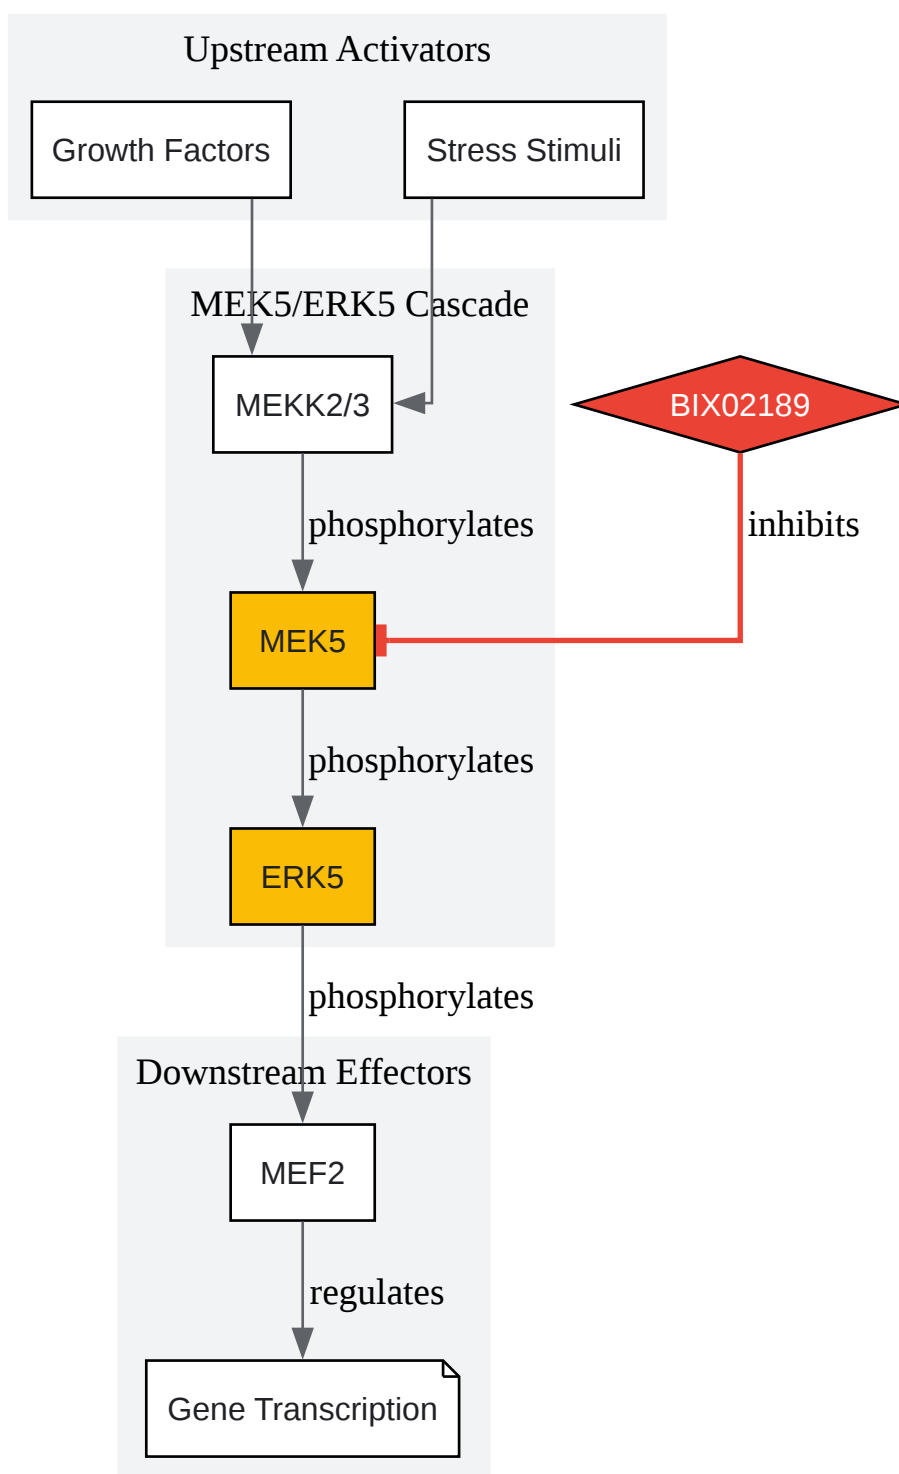 Upstream Activators
Growth Factors
Stress Stimuli
MEK5/ERK5 Cascade
MEKK2/3
BIX02189
phosphorylates
inhibits
MEK5
phosphorylates
ERK5
phosphorylates
Downstream Effectors
MEF2
regulates
Gene Transcription